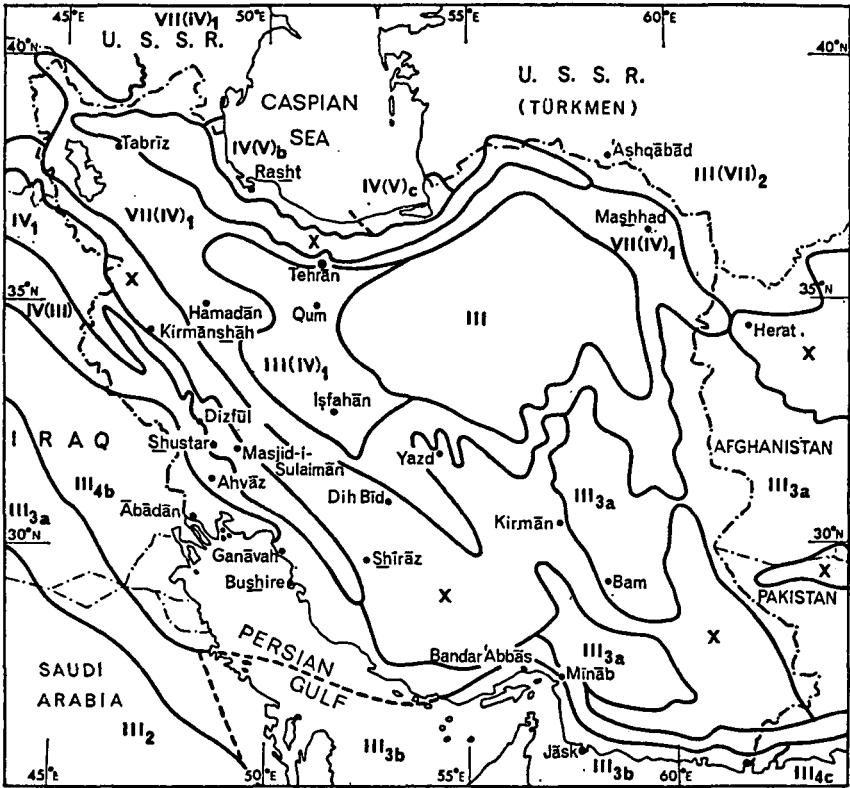 45°E
VII(IV)₁
50°E
55°E
60°E
40°N
U. S. S. R.
40°N
U. S. S. R.
(TÜRKMEN)
CASPIAN
SEA
Tabrīz
IV(V)b
Rasht
'Ashqābād
III(VII)₂
IV(V)c
IV₁
VII(IV)₁
Mashhad
VII(IV)₁
X
Tehrān
35°N
X
35°N
IV(III)
Hamadān
Kirmānshāh
Qum
III
Herat
X
III(IV)₁
Iṣfahān
Dizfūl
I R A Q
Shustar
Masjid-i-
Sulaimān
Yazd
AFGHANISTAN
III4b
Ahvāz
III3a
III3a
III3a
Dih Bīd
Ābādān
Kirmān
30°N
30°N
Ganāvah
Shīrāz
X
Bushire
Bam
PAKISTAN
X
X
PERSIAN
GULF
Bandar 'Abbās
III3a
Mīnāb
SAUDI
ARABIA
III₂
III3b
Jāsk
III3b
III4c
45°E
50°E
55°E
60°E